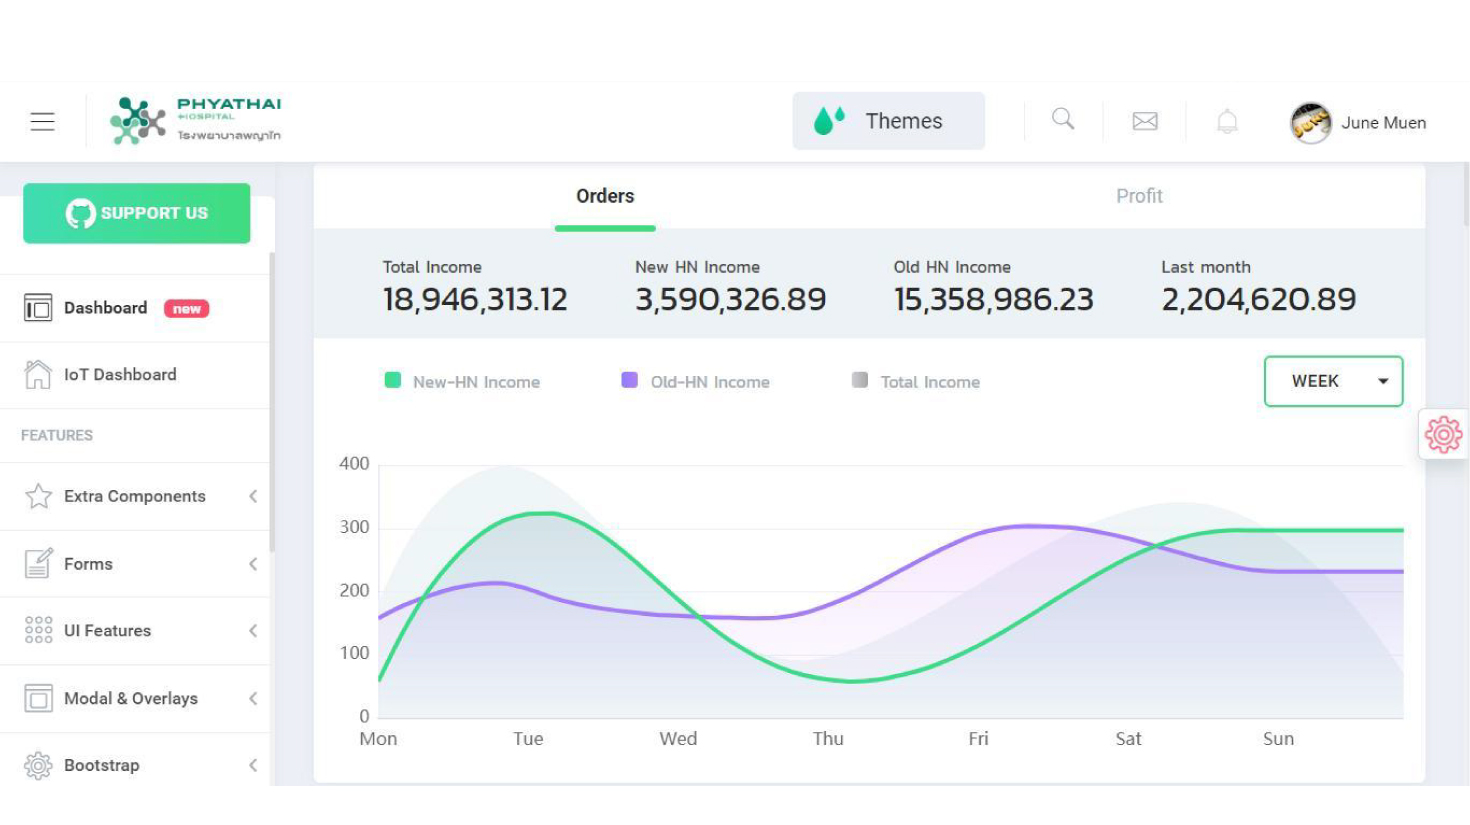 PHYATHAI
HOSPITAL
โรงพยาบาลพญาไท
Themes
June Muen
SUPPORT US
Dashboard new
IoT Dashboard
FEATURES
Extra Components
Forms
UI Features
Modal & Overlays
Bootstrap
Orders
Profit
Total Income
18,946,313.12
New HN Income
3,590,326.89
Old HN Income
15,358,986.23
Last month
2,204,620.89
New-HN Income
Old-HN Income
Total Income
WEEK
400
300
200
100
0
Mon Tue Wed Thu Fri Sat Sun